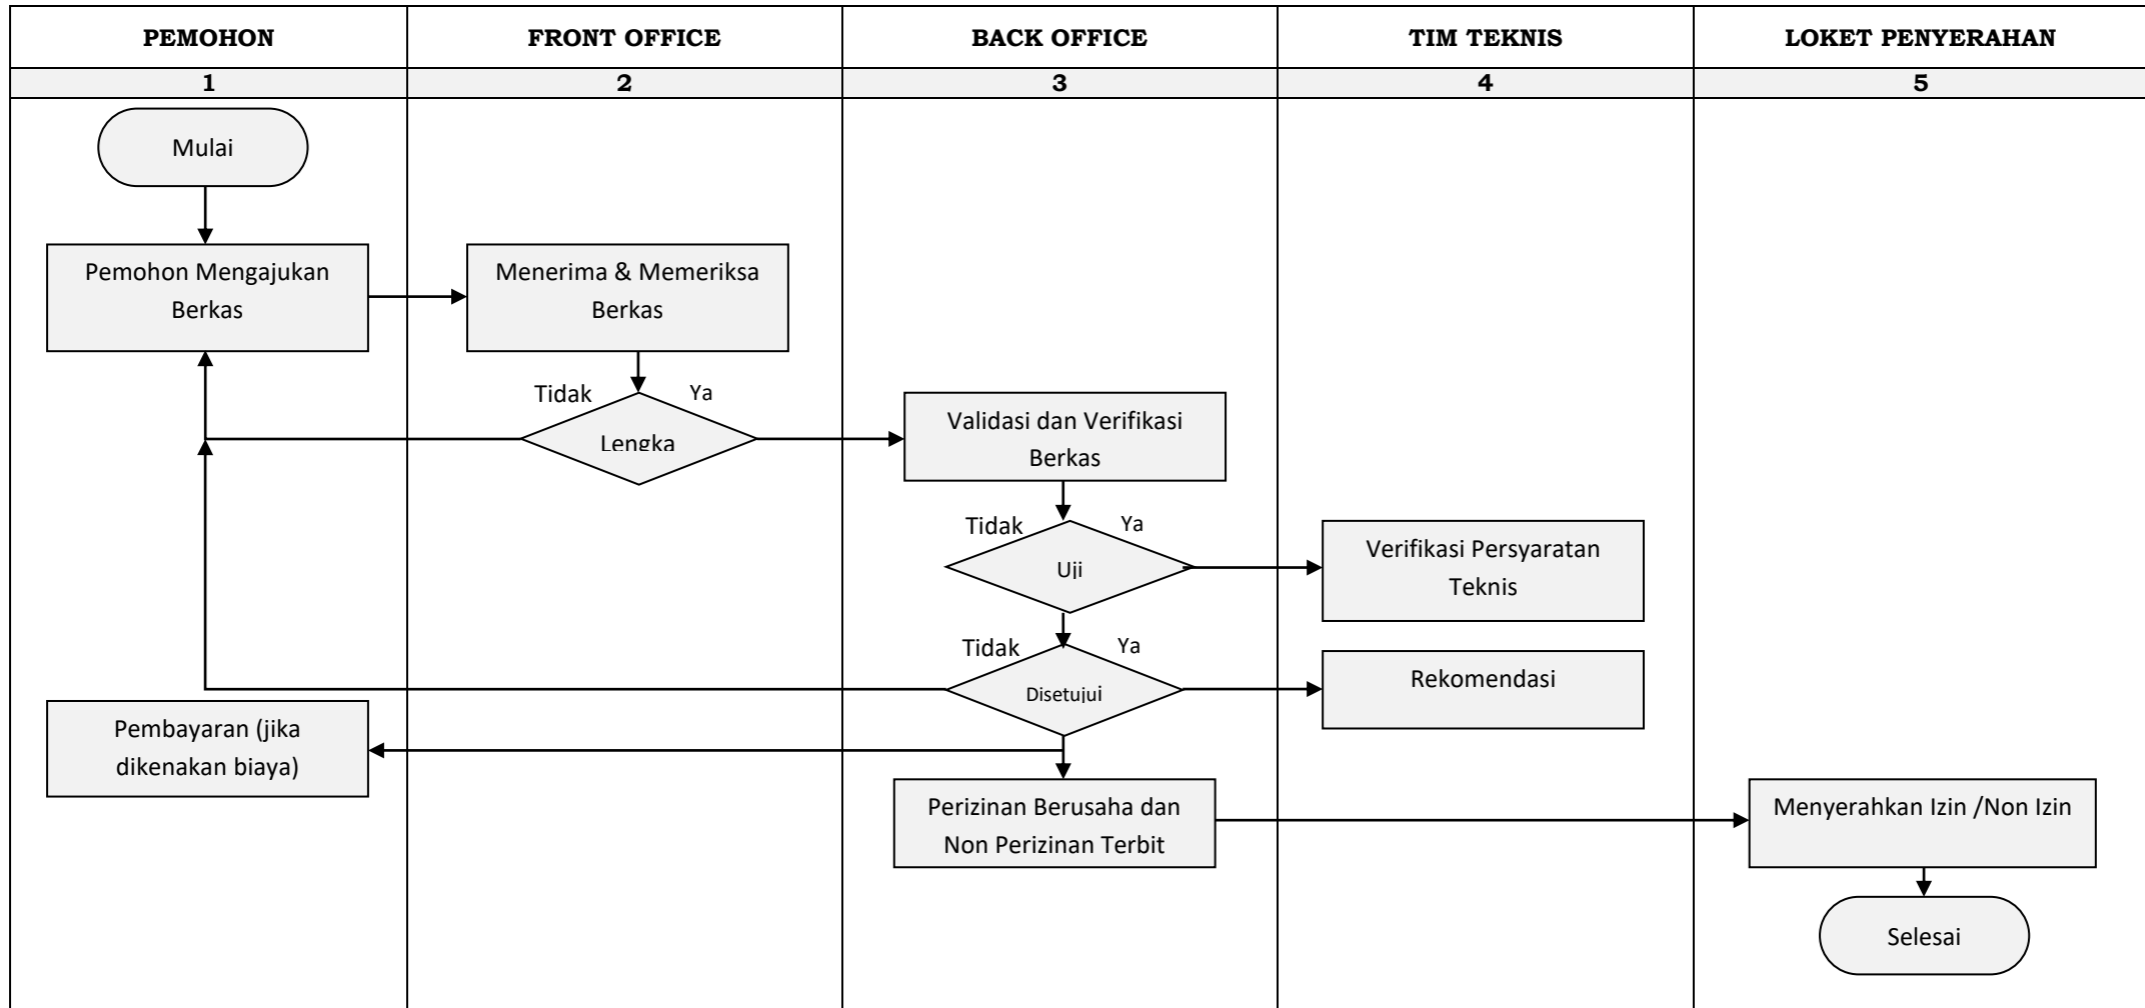 PEMOHON
FRONT OFFICE
BACK OFFICE
TIM TEKNIS
LOKET PENYERAHAN
1
2
3
4
5
Mulai
Pemohon Mengajukan
Berkas
Menerima & Memeriksa
Berkas
Tidak
Ya
Lengka
Validasi dan Verifikasi
Berkas
Tidak
Ya
Uji
Verifikasi Persyaratan
Teknis
Tidak
Ya
Disetujui
Rekomendasi
Pembayaran (jika
dikenakan biaya)
Perizinan Berusaha dan
Non Perizinan Terbit
Menyerahkan Izin /Non Izin
Selesai